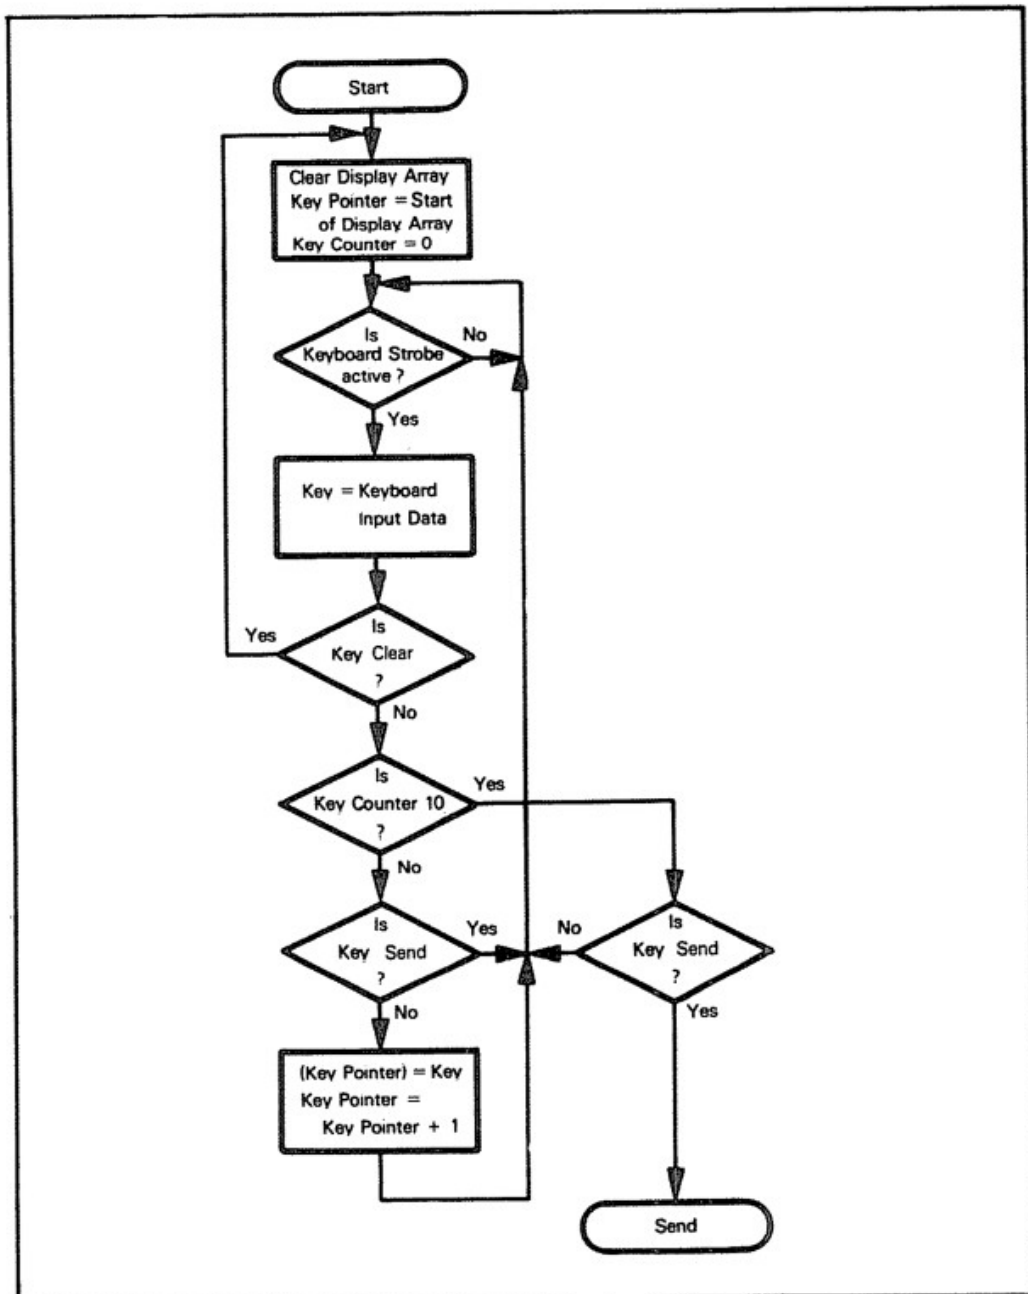 Start
Clear Display Array
Key Pointer = Start
of Display Array
Key Counter = 0
Is
Keyboard Strobe
active ?
No
Yes
Key = Keyboard
Input Data
Is
Key Clear
?
Yes
No
Is
Key Counter 10
?
Yes
No
Is
Key Send
?
Yes
No
Is
Key Send
?
No
Yes
(Key Pointer) = Key
Key Pointer =
Key Pointer + 1
Send